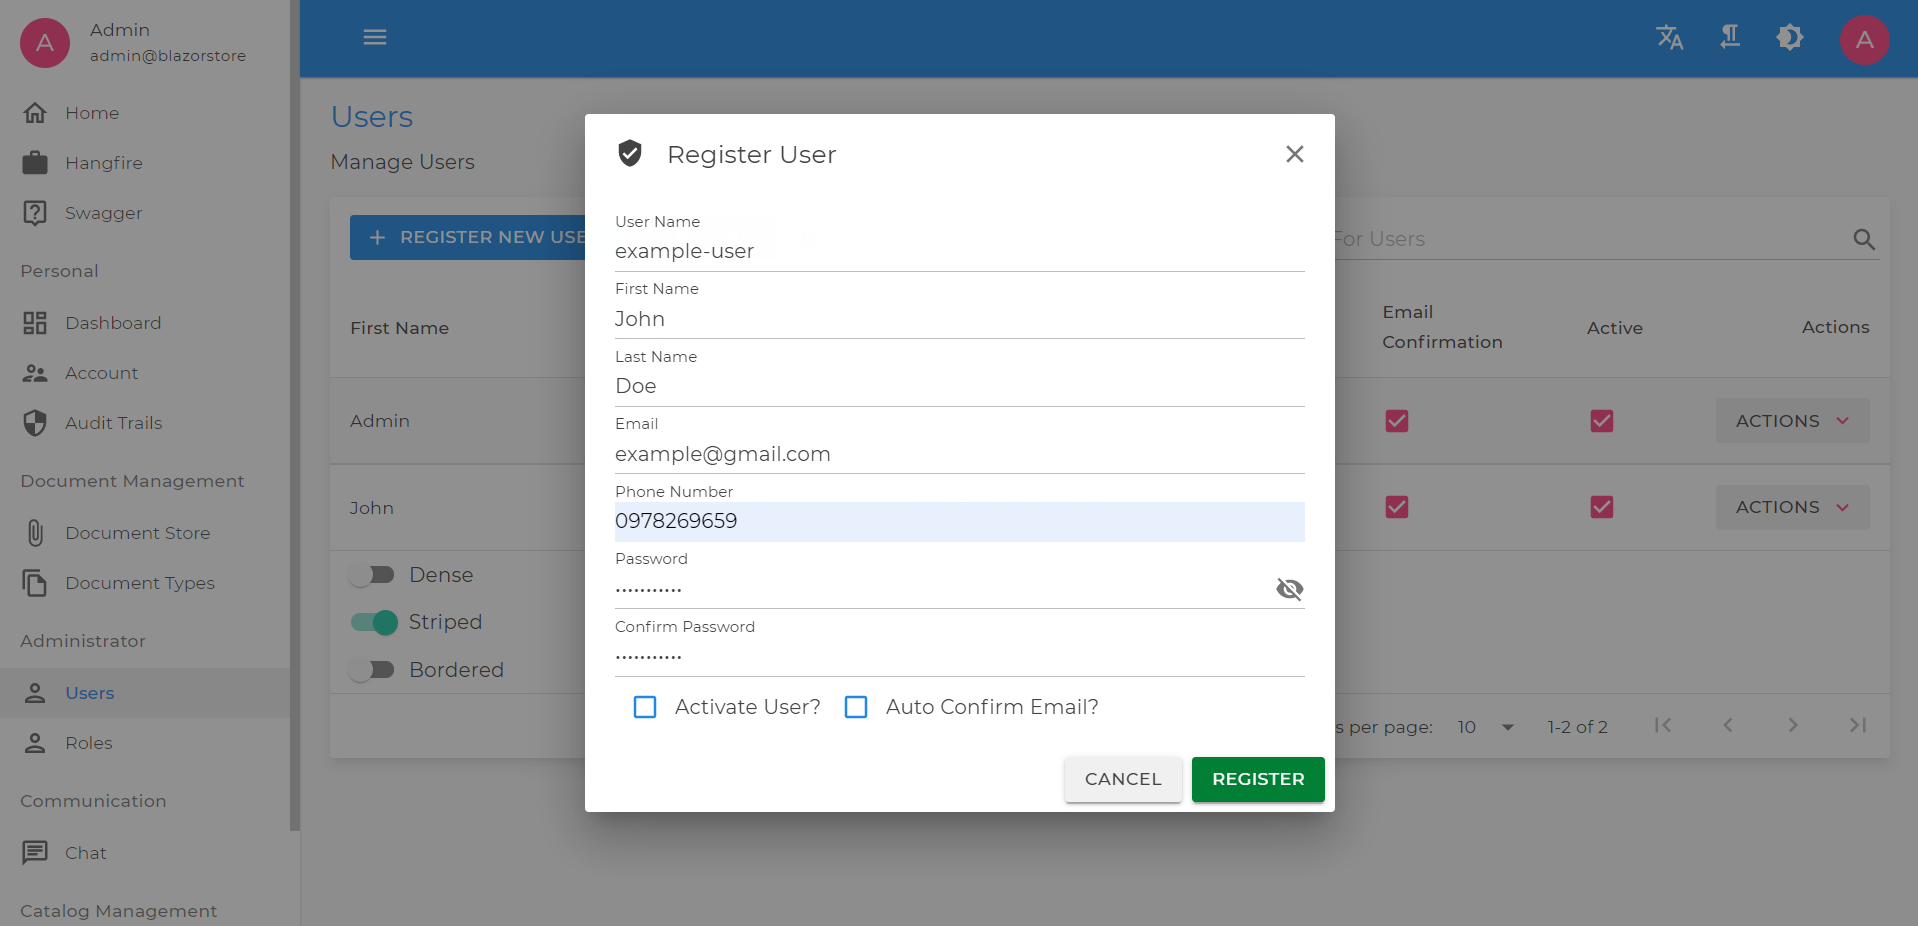 A
Admin
admin@blazorstore
Home
Hangfire
Swagger
Personal
Dashboard
Account
Audit Trails
Document Management
Document Store
Document Types
Administrator
Users
Roles
Communication
Chat
Catalog Management
A
Users
Manage Users
+ REGISTER NEW USE
For Users
First Name
Email
Confirmation
Active
Actions
Admin
ACTIONS
John
ACTIONS
Dense
Striped
Bordered
s per page: 10 1-2 of 2
Register User
User Name
example-user
First Name
John
Last Name
Doe
Email
example@gmail.com
Phone Number
0978269659
Password
•••••••••••
Confirm Password
•••••••••••
Activate User? Auto Confirm Email?
CANCEL REGISTER